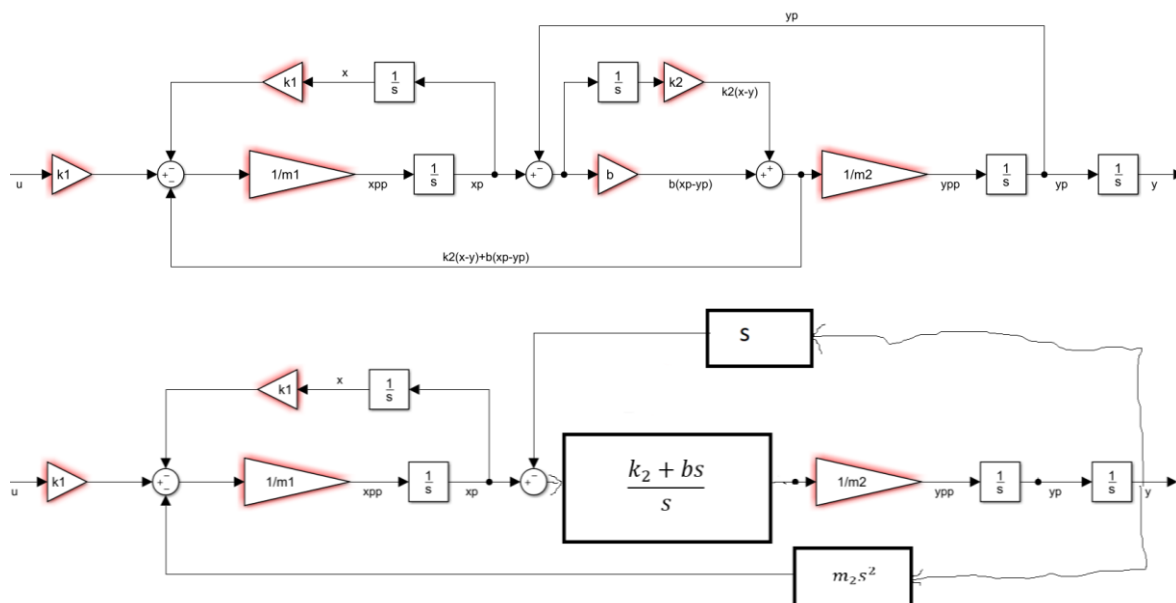 yp
k1
x
1/s
1/s
k2
k2(x-y)
u
k1
+
−
−
1/m1
xpp
1/s
xp
+
−
b
b(xp-yp)
+
+
1/m2
ypp
1/s
yp
1/s
y
k2(x-y)+b(xp-yp)
s
k1
x
1/s
u
k1
+
−
−
1/m1
xpp
1/s
xp
+
−
k₂ + bs
s
1/m2
ypp
1/s
yp
1/s
y
m₂s²